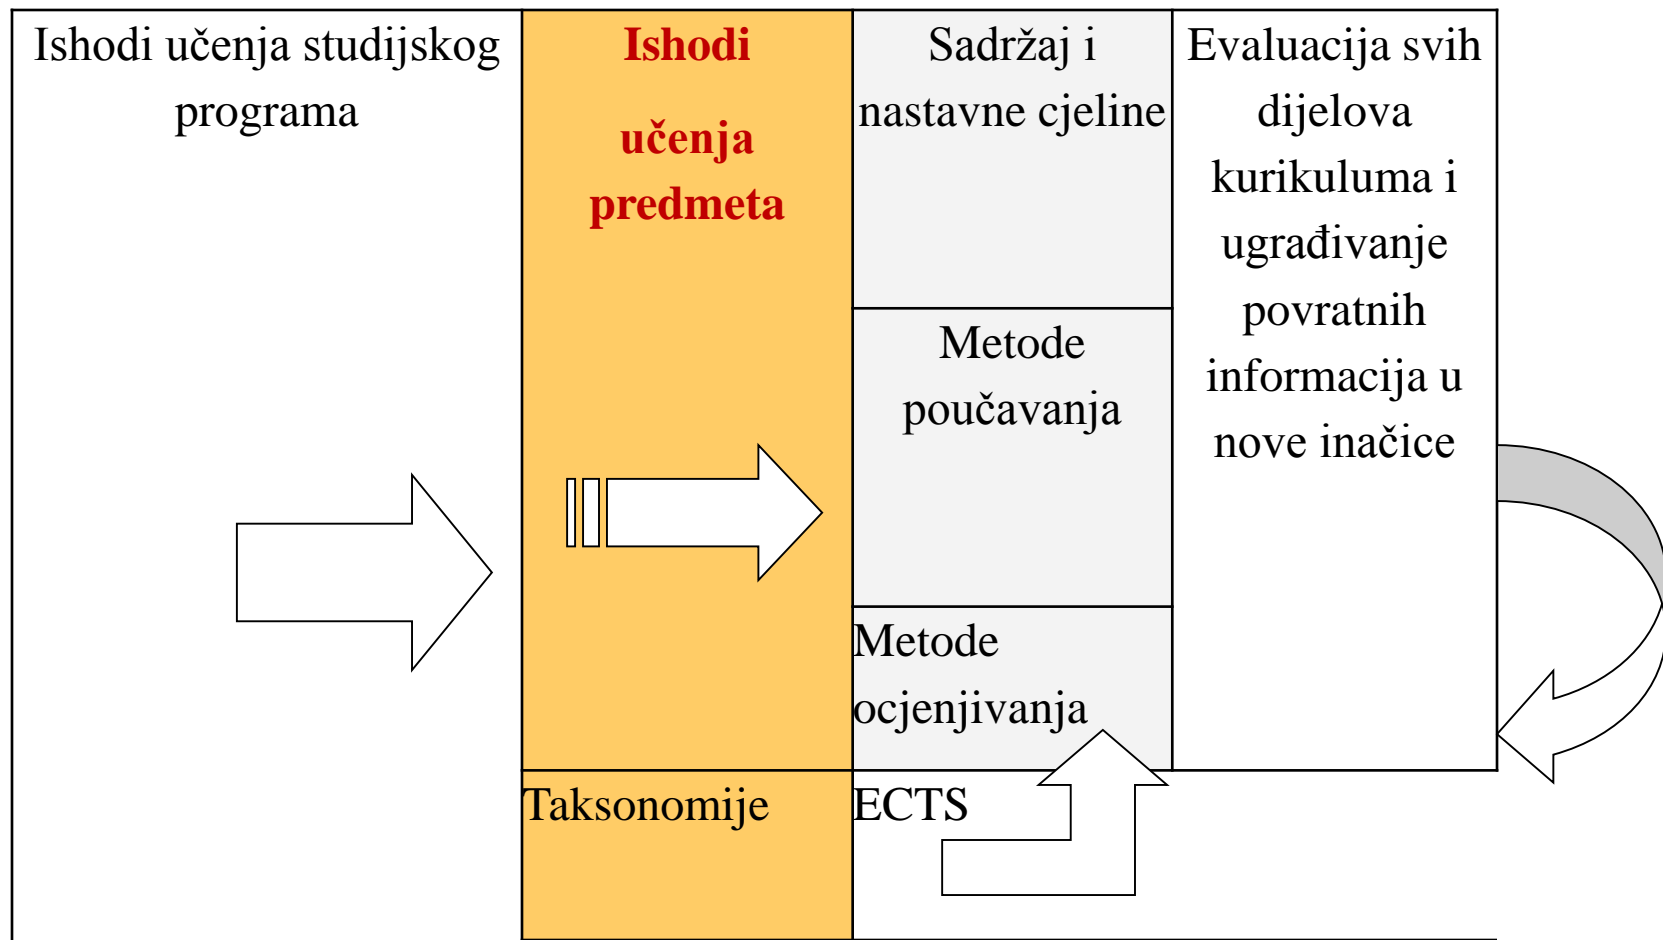 Ishodi učenja studijskog
programa
Ishodi
učenja
predmeta
Sadržaj i
nastavne cjeline
Evaluacija svih
dijelova
kurikuluma i
ugrađivanje
povratnih
informacija u
nove inačice
Metode
poučavanja
Metode
ocjenjivanja
Taksonomije
ECTS